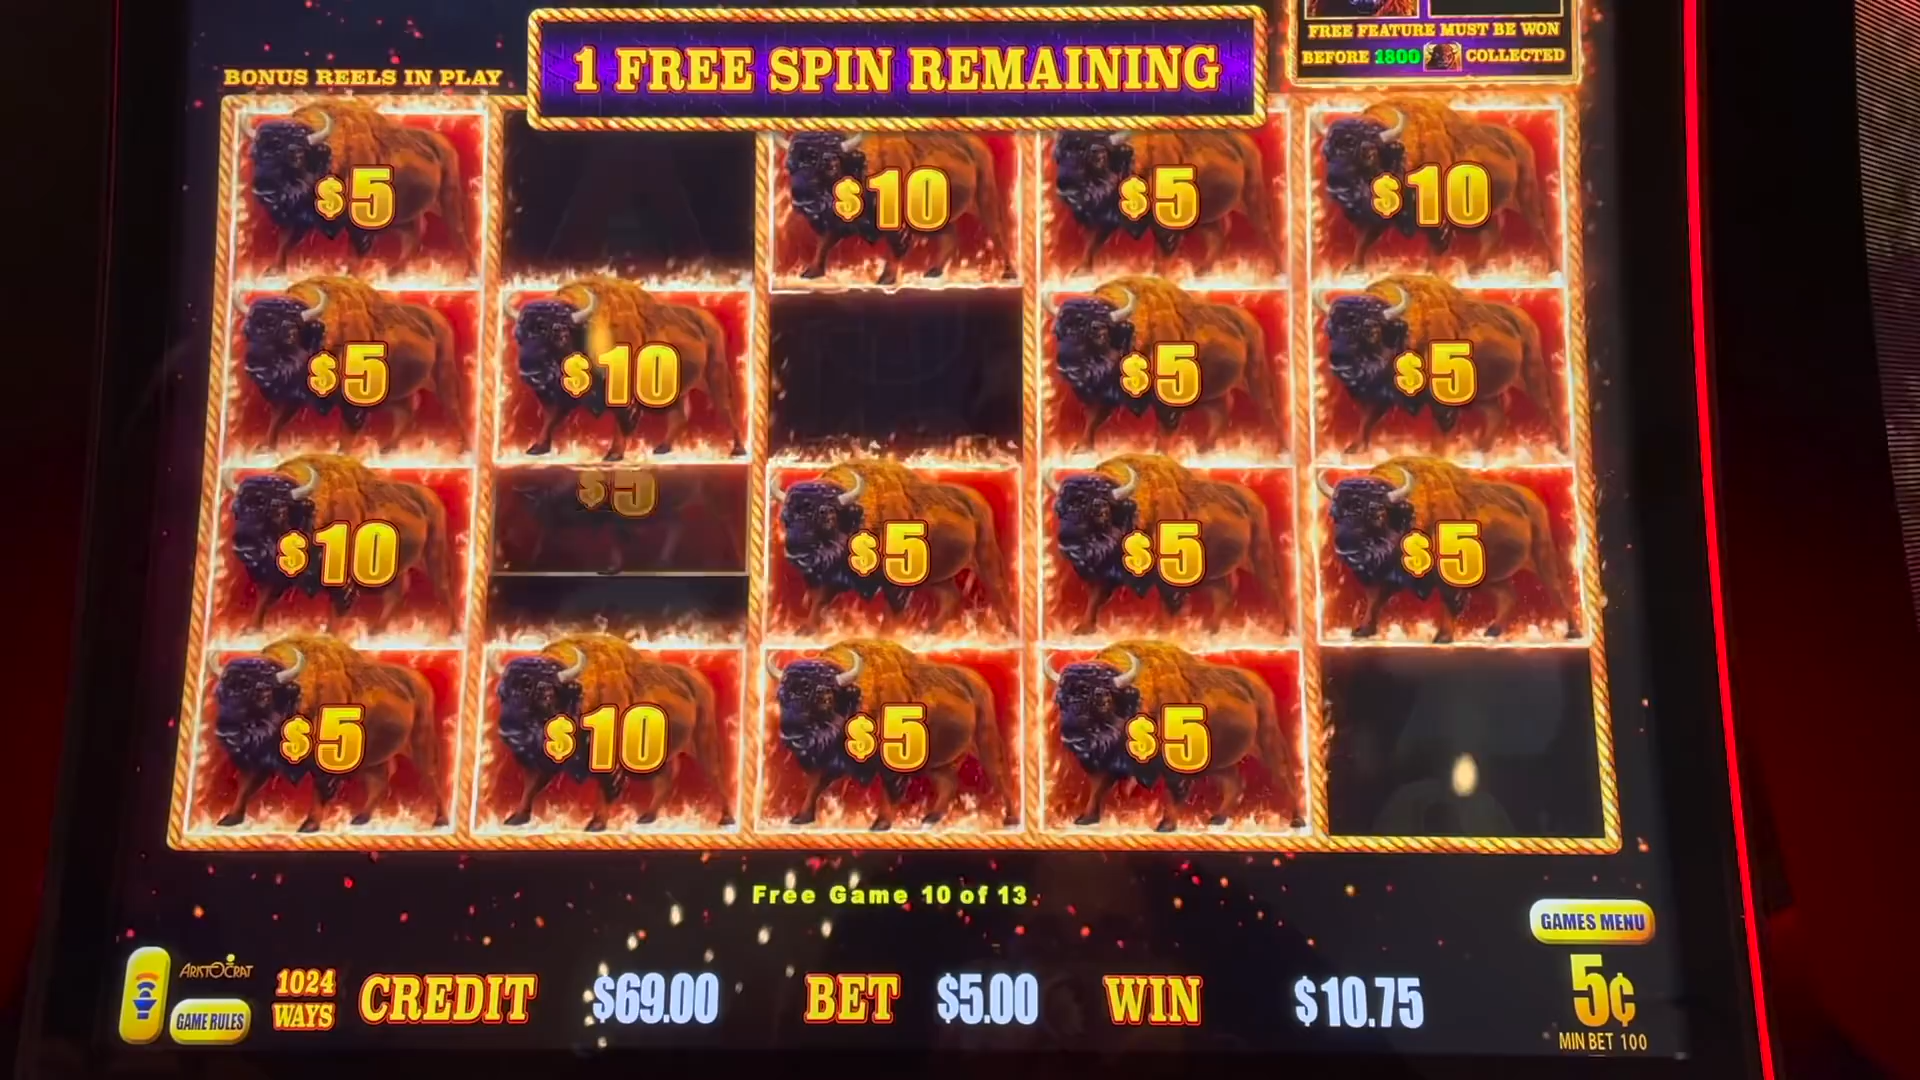 FREE FEATURE MUST BE WON
BEFORE 1800 COLLECTED
1 FREE SPIN REMAINING
BONUS REELS IN PLAY
$5 $10 $5 $10
$5 $10 $5 $5
$10 $5 $5 $5 $5
$5 $10 $5 $5
Free Game 10 of 13
GAMES MENU
ARISTOCRAT
GAME RULES
1024
WAYS
CREDIT $69.00 BET $5.00 WIN $10.75
5¢
MIN BET 100